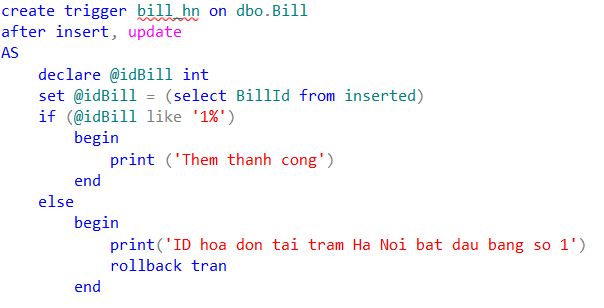 create trigger bill_hn on dbo.Bill
after insert, update
AS
    declare @idBill int
    set @idBill = (select BillId from inserted)
    if (@idBill like '1%')
        begin
            print ('Them thanh cong')
        end
    else
        begin
            print('ID hoa don tai tram Ha Noi bat dau bang so 1')
            rollback tran
        end